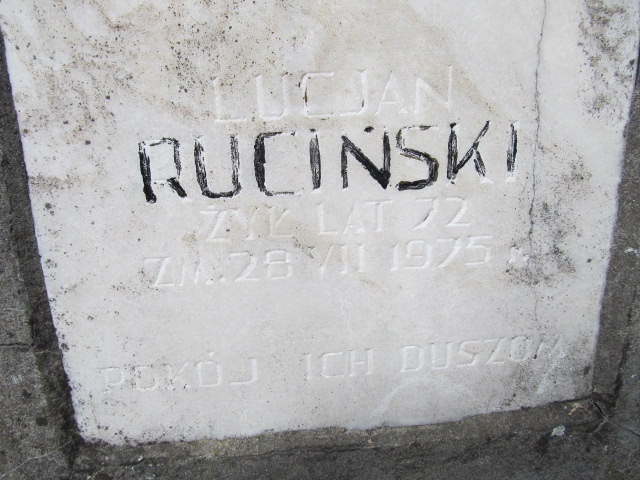 LUCJAN
RUCIŃSKI
ŻYŁ LAT 72
ZM. 28 VII 1975 R.
POKÓJ ICH DUSZOM